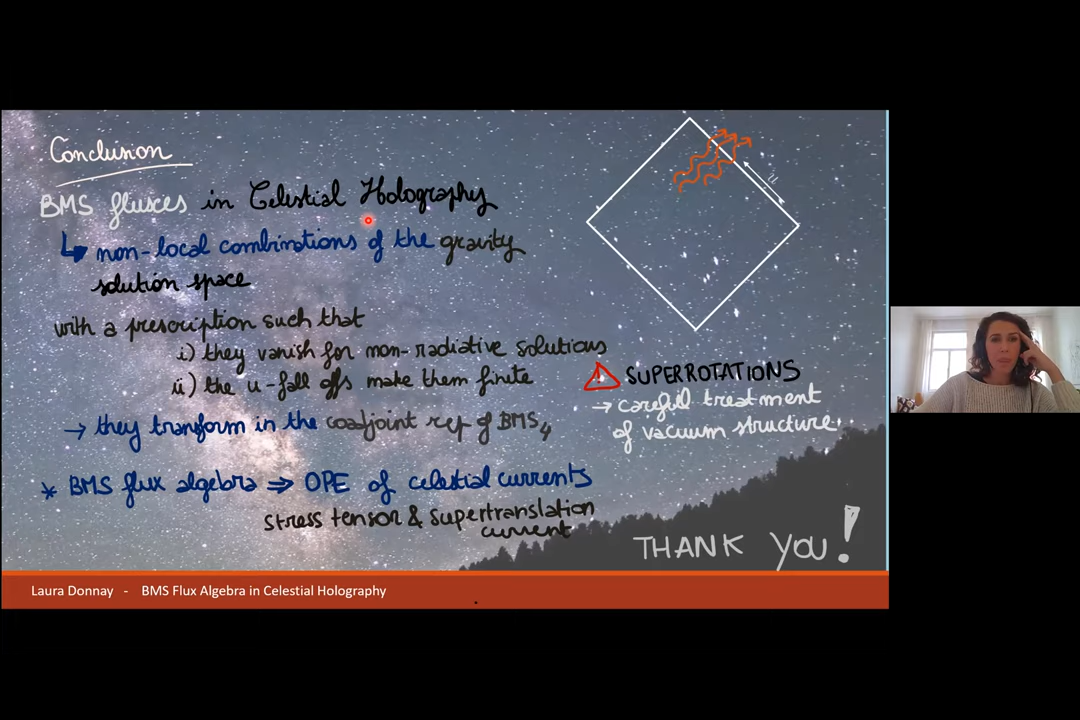 Conclusion
BMS fluxes in Celestial Holography
↳ non-local combinations of the gravity
solution space
with a prescription such that
i) they vanish for non-radiative solutions
ii) the u-fall offs make them finite
→ they transform in the coadjoint rep of BMS4
* BMS flux algebra ⇒ OPE of celestial currents
stress tensor & supertranslation
current
u
! SUPERROTATIONS
→ careful treatment
of vacuum structure.
THANK YOU!
Laura Donnay - BMS Flux Algebra in Celestial Holography